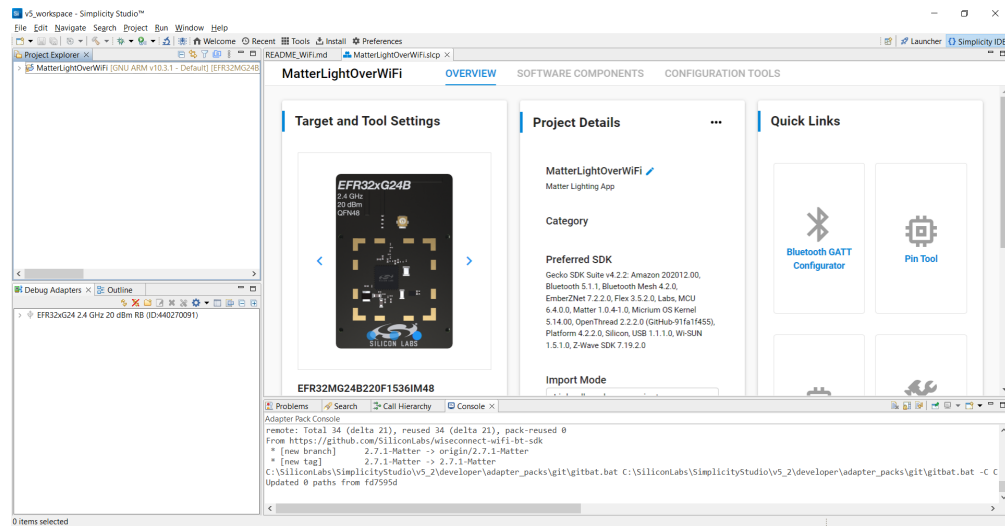 v5_workspace - Simplicity Studio™
File Edit Navigate Search Project Run Window Help
Welcome Recent Tools Install Preferences
Launcher Simplicity IDE
Project Explorer
README_WiFi.md MatterLightOverWiFi.slcp
MatterLightOverWiFi [GNU ARM v10.3.1 - Default] [EFR32MG24B
MatterLightOverWiFi OVERVIEW SOFTWARE COMPONENTS CONFIGURATION TOOLS
Target and Tool Settings
EFR32xG24B
2.4 GHz
20 dBm
QFN48
SILICON LABS
EFR32MG24B220F1536IM48
Project Details
MatterLightOverWiFi
Matter Lighting App
Category
Preferred SDK
Gecko SDK Suite v4.2.2: Amazon 202012.00,
Bluetooth 5.1.1, Bluetooth Mesh 4.2.0,
EmberZNet 7.2.2.0, Flex 3.5.2.0, Labs, MCU
6.4.0.0, Matter 1.0.4-1.0, Micrium OS Kernel
5.14.00, OpenThread 2.2.2.0 (GitHub-91fa1f455),
Platform 4.2.2.0, Silicon, USB 1.1.1.0, Wi-SUN
1.5.1.0, Z-Wave SDK 7.19.2.0
Import Mode
Quick Links
Bluetooth GATT
Configurator
Pin Tool
Debug Adapters Outline
EFR32xG24 2.4 GHz 20 dBm RB (ID:440270091)
Problems Search Call Hierarchy Console
Adapter Pack Console
remote: Total 34 (delta 21), reused 34 (delta 21), pack-reused 0
From https://github.com/SiliconLabs/wiseconnect-wifi-bt-sdk
* [new branch] 2.7.1-Matter -> origin/2.7.1-Matter
* [new tag] 2.7.1-Matter -> 2.7.1-Matter
C:\SiliconLabs\SimplicityStudio\v5_2\developer\adapter_packs\git\gitbat.bat C:\SiliconLabs\SimplicityStudio\v5_2\developer\adapter_packs\git\gitbat.bat -C C
Updated 0 paths from fd7595d
0 items selected